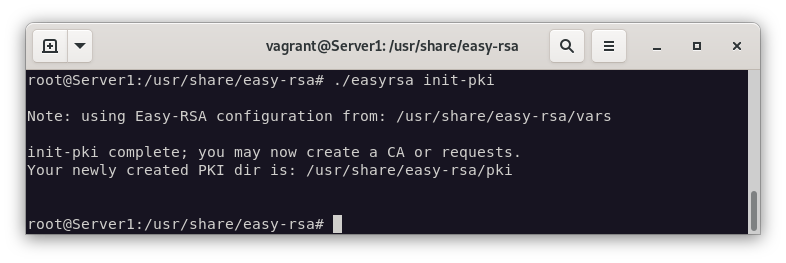 vagrant@Server1: /usr/share/easy-rsa
root@Server1:/usr/share/easy-rsa# ./easyrsa init-pki
Note: using Easy-RSA configuration from: /usr/share/easy-rsa/vars
init-pki complete; you may now create a CA or requests.
Your newly created PKI dir is: /usr/share/easy-rsa/pki
root@Server1:/usr/share/easy-rsa#